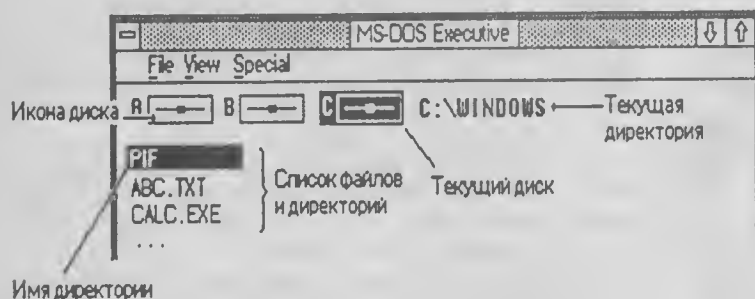 MS-DOS Executive
File View Special
Икона диска A B C C:\WINDOWS Текущая
директория
PIF
ABC.TXT
CALC.EXE
...
Список файлов
и директорий
Текущий диск
Имя директории